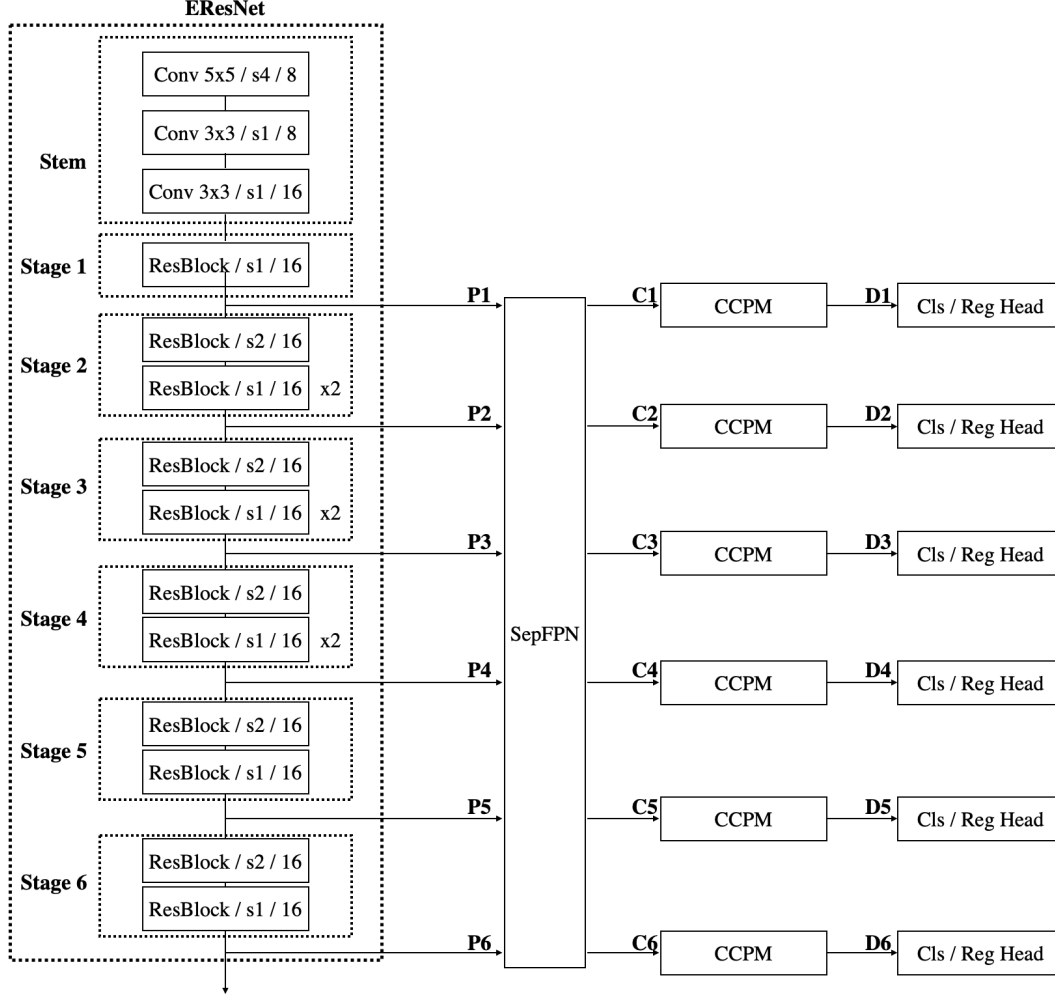 EResNet
Stem
Conv 5x5 / s4 / 8
Conv 3x3 / s1 / 8
Conv 3x3 / s1 / 16
Stage 1
ResBlock / s1 / 16
P1
C1
CCPM
D1
Cls / Reg Head
Stage 2
ResBlock / s2 / 16
ResBlock / s1 / 16 x2
P2
C2
CCPM
D2
Cls / Reg Head
Stage 3
ResBlock / s2 / 16
ResBlock / s1 / 16 x2
P3
C3
CCPM
D3
Cls / Reg Head
Stage 4
ResBlock / s2 / 16
ResBlock / s1 / 16 x2
SepFPN
P4
C4
CCPM
D4
Cls / Reg Head
Stage 5
ResBlock / s2 / 16
ResBlock / s1 / 16
P5
C5
CCPM
D5
Cls / Reg Head
Stage 6
ResBlock / s2 / 16
ResBlock / s1 / 16
P6
C6
CCPM
D6
Cls / Reg Head